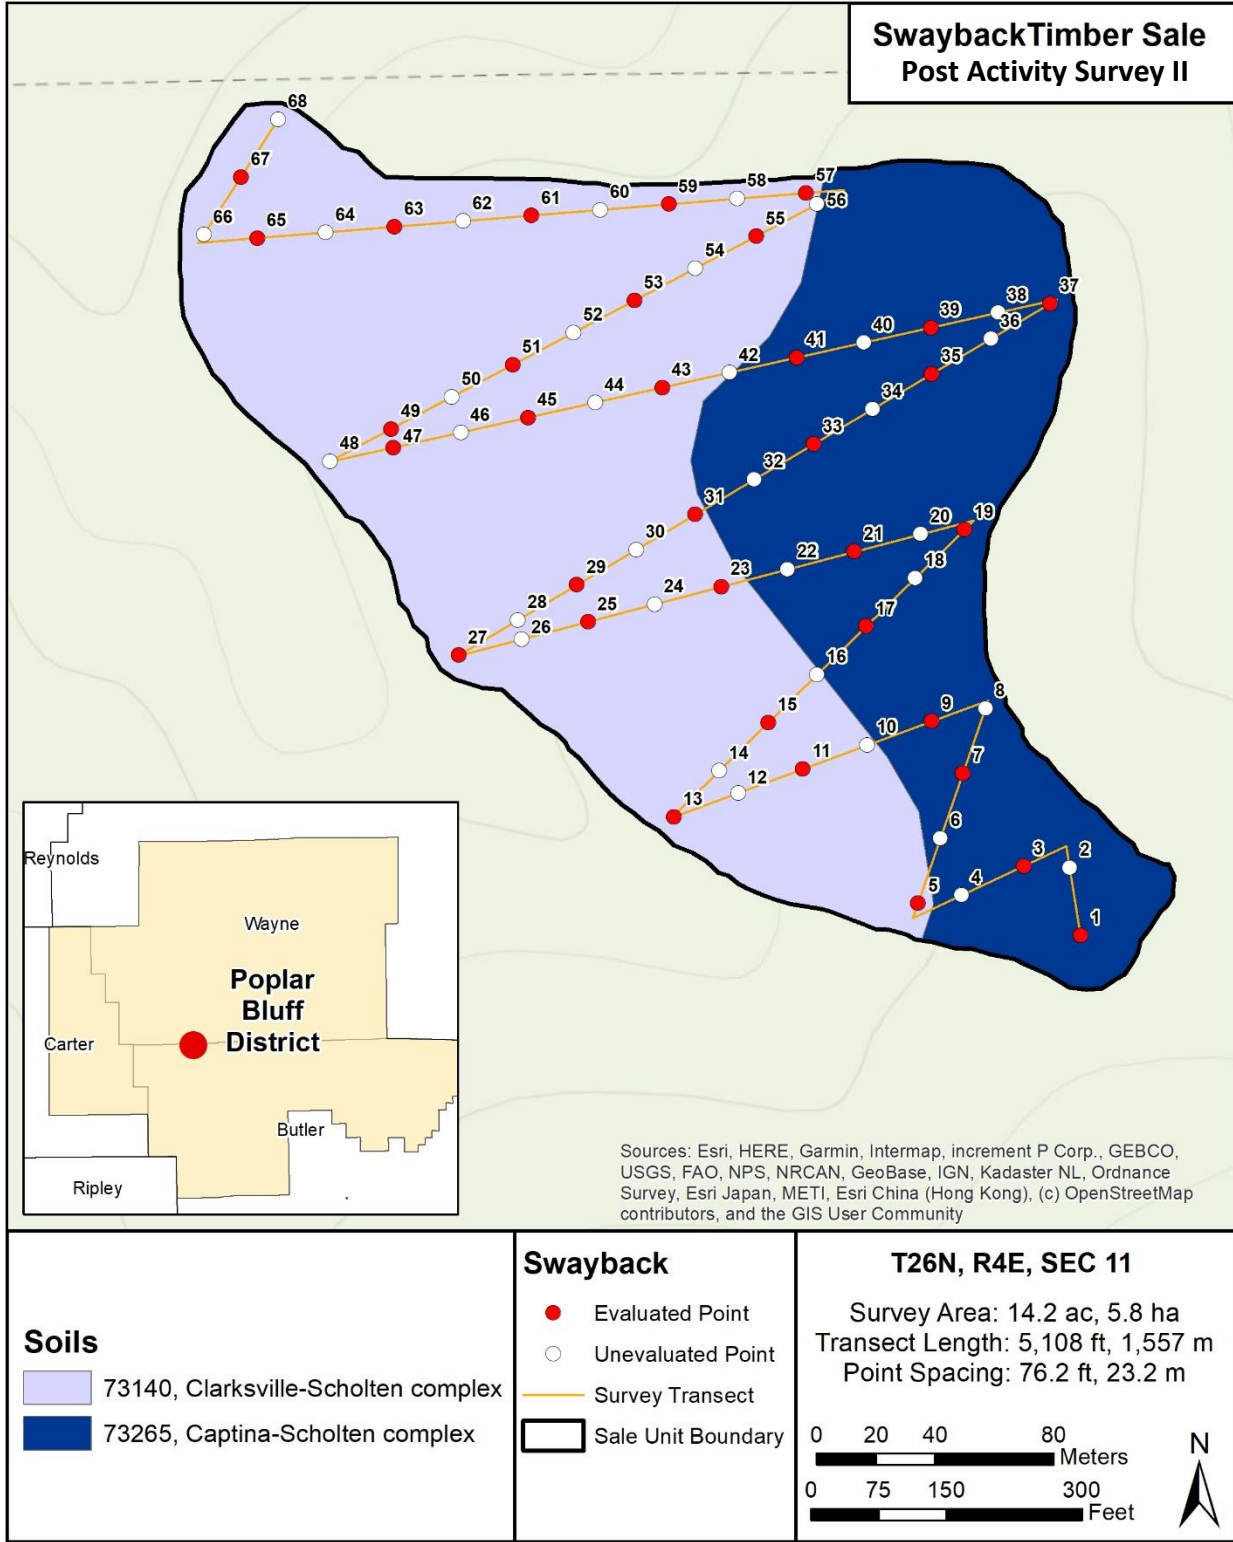 SwaybackTimber Sale
Post Activity Survey II
68
67
66
65
64
63
62
61
60
59
58
57
56
55
54
53
52
51
50
49
48
47
46
45
44
43
42
41
40
39
38
37
36
35
34
33
32
31
30
29
28
27
26
25
24
23
22
21
20
19
18
17
16
15
14
13
12
11
10
9
8
7
6
5
4
3
2
1
Reynolds
Wayne
Poplar
Bluff
District
Carter
Butler
Ripley
Sources: Esri, HERE, Garmin, Intermap, increment P Corp., GEBCO,
USGS, FAO, NPS, NRCAN, GeoBase, IGN, Kadaster NL, Ordnance
Survey, Esri Japan, METI, Esri China (Hong Kong), (c) OpenStreetMap
contributors, and the GIS User Community
Soils
73140, Clarksville-Scholten complex
73265, Captina-Scholten complex
Swayback
Evaluated Point
Unevaluated Point
Survey Transect
Sale Unit Boundary
T26N, R4E, SEC 11
Survey Area: 14.2 ac, 5.8 ha
Transect Length: 5,108 ft, 1,557 m
Point Spacing: 76.2 ft, 23.2 m
0 20 40 80
Meters
0 75 150 300
Feet
N